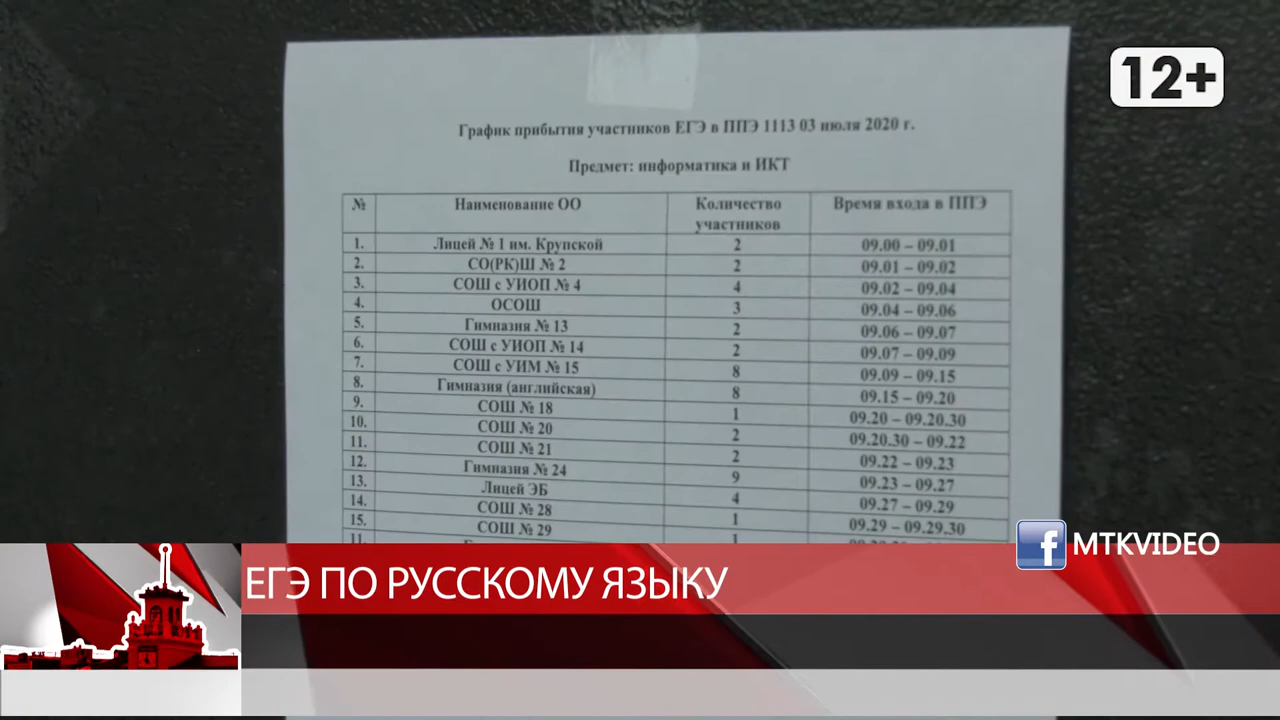 12+
График прибытия участников ЕГЭ в ППЭ 1113 03 июля 2020 г.
Предмет: информатика и ИКТ
№ Наименование ОО Количество участников Время входа в ППЭ
1. Лицей № 1 им. Крупской 2 09.00 – 09.01
2. СО(РК)Ш № 2 2 09.01 – 09.02
3. СОШ с УИОП № 4 4 09.02 – 09.04
4. ОСОШ 3 09.04 – 09.06
5. Гимназия № 13 2 09.06 – 09.07
6. СОШ с УИОП № 14 2 09.07 – 09.09
7. СОШ с УИМ № 15 8 09.09 – 09.15
8. Гимназия (английская) 8 09.15 – 09.20
9. СОШ № 18 1 09.20 – 09.20.30
10. СОШ № 20 2 09.20.30 – 09.22
11. СОШ № 21 2 09.22 – 09.23
12. Гимназия № 24 9 09.23 – 09.27
13. Лицей ЭБ 4 09.27 – 09.29
14. СОШ № 28 1 09.29 – 09.29.30
15. СОШ № 29 1
MTKVIDEO
ЕГЭ ПО РУССКОМУ ЯЗЫКУ